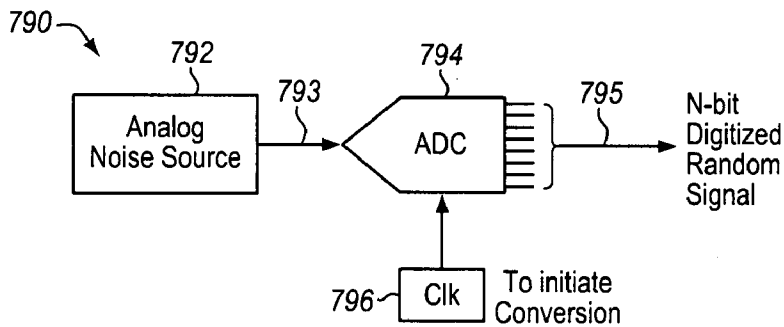 790
792
793
794
795
Analog
Noise Source
ADC
N-bit
Digitized
Random
Signal
796
Clk
To initiate
Conversion